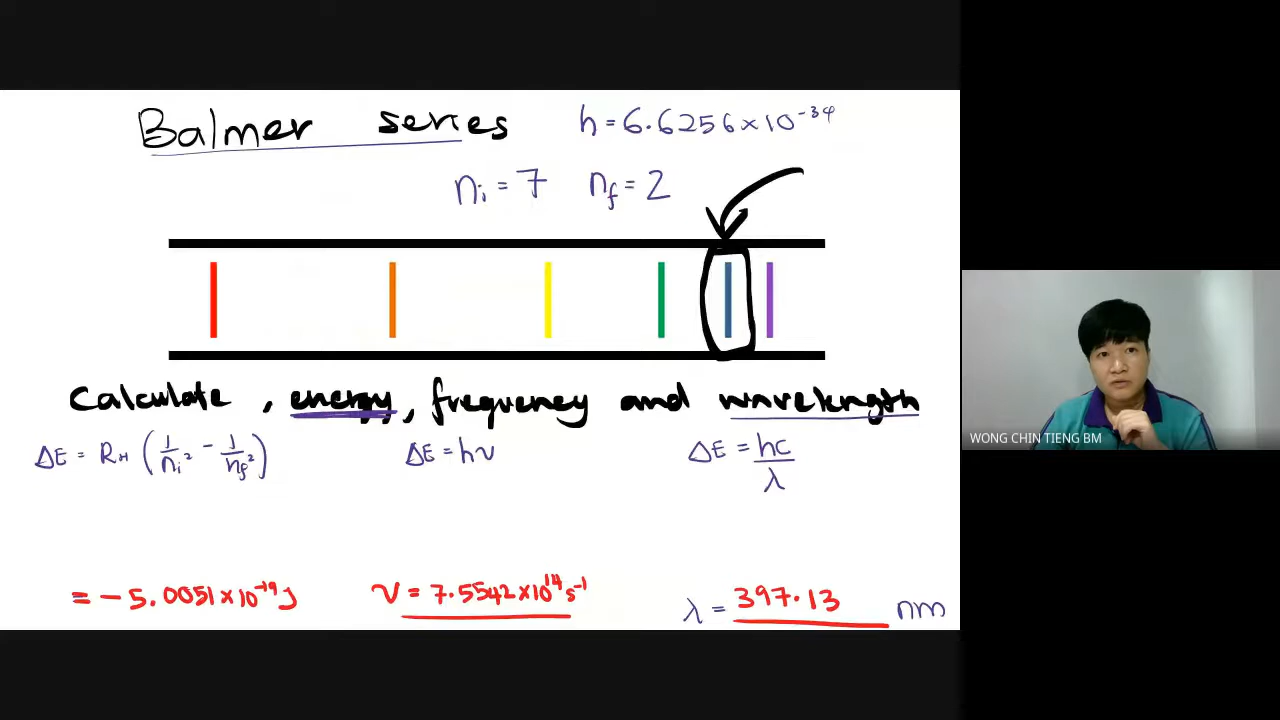 Balmer series h = 6.6256×10⁻³⁴
nᵢ = 7 n_f = 2
Calculate, energy, frequency and wavelength
ΔE = R_H (1/nᵢ² - 1/n_f²) ΔE = hν ΔE = hc/λ
= - 5.0051×10⁻¹⁹J ν = 7.5542×10¹⁴s⁻¹ λ = 397.13 nm
WONG CHIN TIENG BM